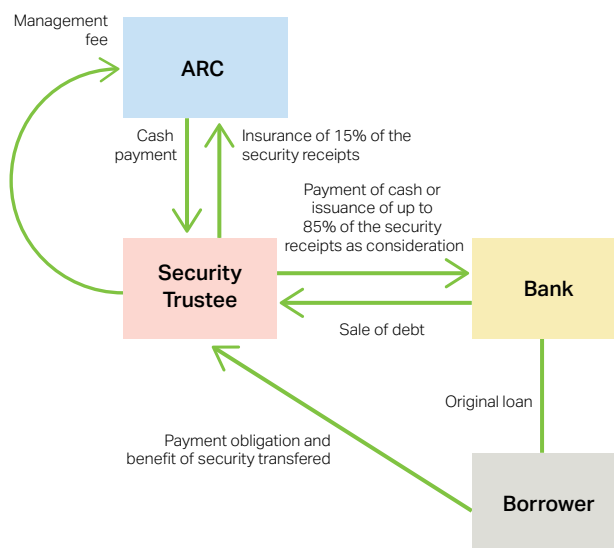 Management
fee
ARC
Cash
payment
Insurance of 15% of the
security receipts
Payment of cash or
issuance of up to
85% of the security
receipts as consideration
Security
Trustee
Bank
Sale of debt
Original loan
Payment obligation and
benefit of security transfered
Borrower